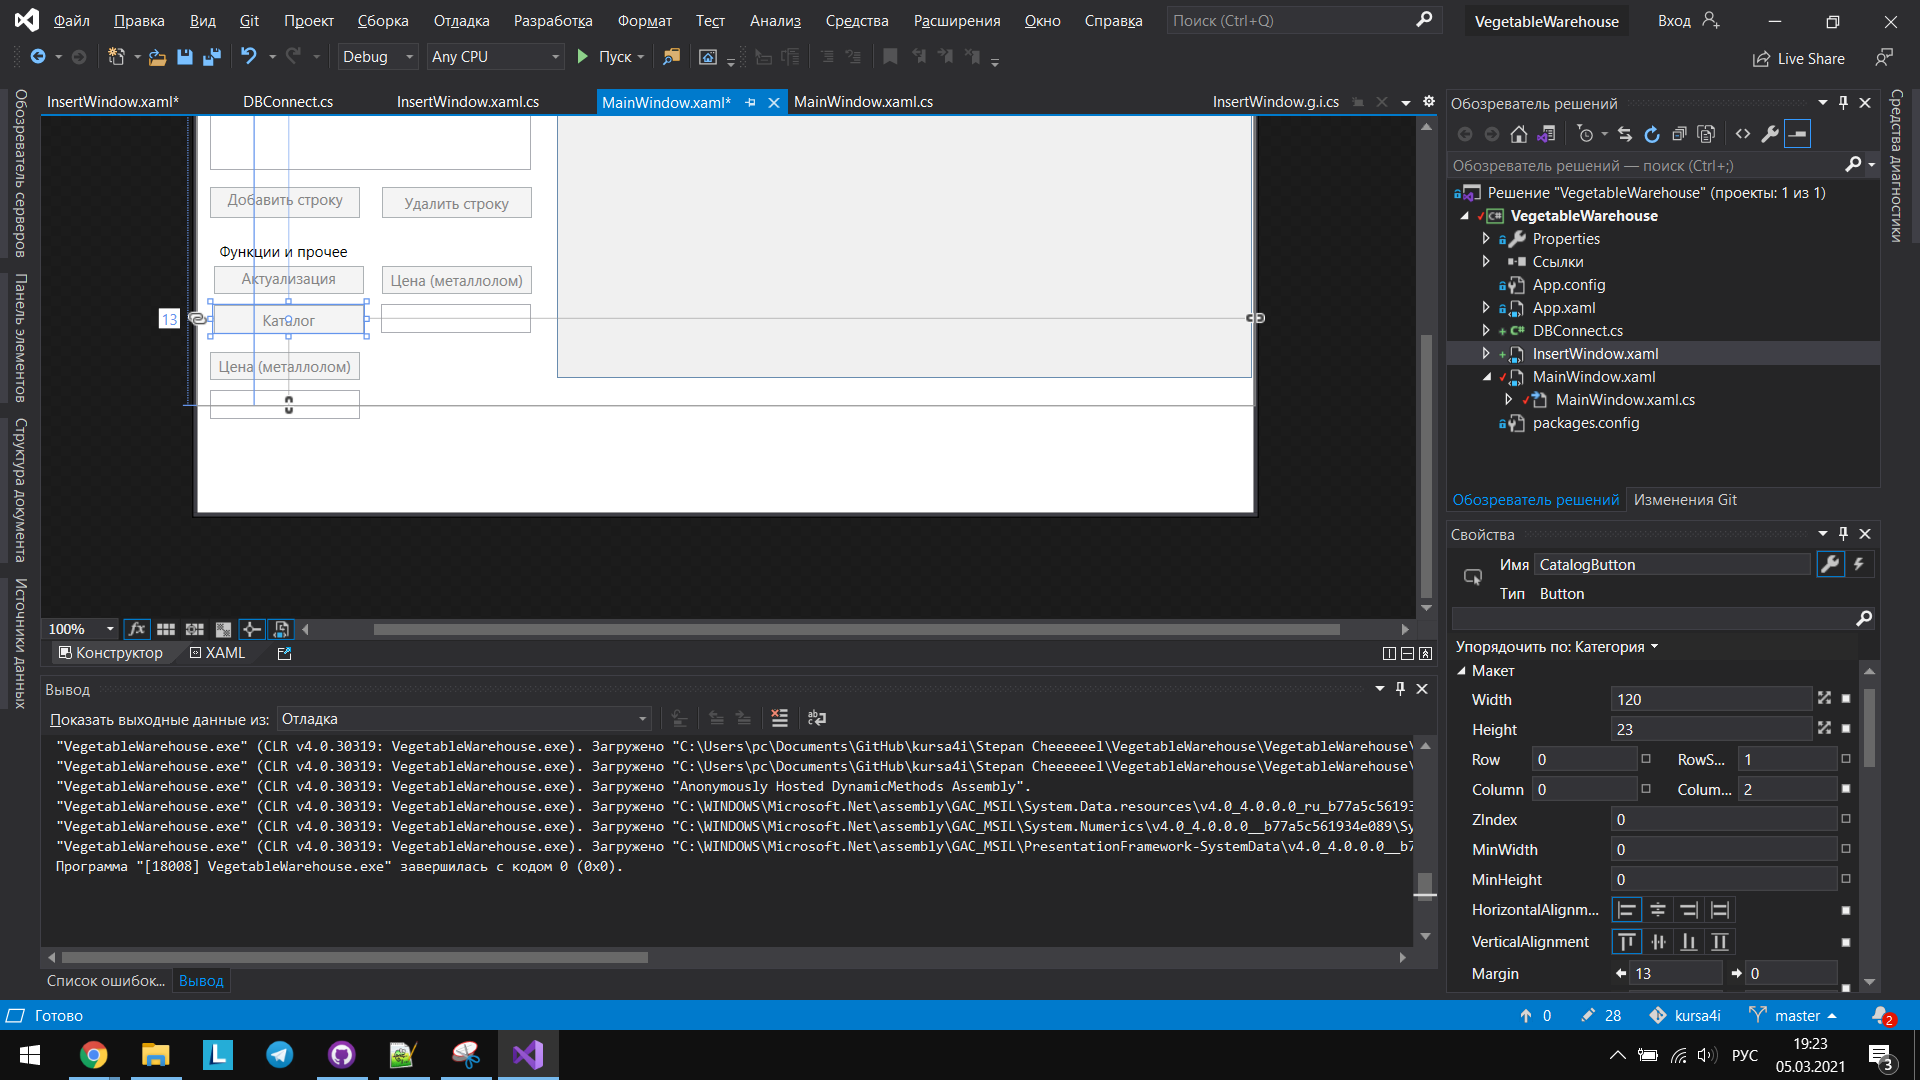 Файл Правка Вид Git Проект Сборка Отладка Разработка Формат Тест Анализ Средства Расширения Окно Справка Поиск (Ctrl+Q) VegetableWarehouse Вход
Debug Any CPU Пуск Live Share
InsertWindow.xaml* DBConnect.cs InsertWindow.xaml.cs MainWindow.xaml* MainWindow.xaml.cs InsertWindow.g.i.cs
Обозреватель серверов
Панель элементов
Структура документа
Источники данных
Добавить строку Удалить строку
Функции и прочее
Актуализация Цена (металлолом)
13 Каталог
Цена (металлолом)
100% fx
Конструктор XAML
Вывод
Показать выходные данные из: Отладка
"VegetableWarehouse.exe" (CLR v4.0.30319: VegetableWarehouse.exe). Загружено "C:\Users\pc\Documents\GitHub\kursa4i\Stepan Cheeeeeel\VegetableWarehouse\VegetableWarehouse\
"VegetableWarehouse.exe" (CLR v4.0.30319: VegetableWarehouse.exe). Загружено "C:\Users\pc\Documents\GitHub\kursa4i\Stepan Cheeeeeel\VegetableWarehouse\VegetableWarehouse\
"VegetableWarehouse.exe" (CLR v4.0.30319: VegetableWarehouse.exe). Загружено "Anonymously Hosted DynamicMethods Assembly".
"VegetableWarehouse.exe" (CLR v4.0.30319: VegetableWarehouse.exe). Загружено "C:\WINDOWS\Microsoft.Net\assembly\GAC_MSIL\System.Data.resources\v4.0_4.0.0.0_ru_b77a5c56193
"VegetableWarehouse.exe" (CLR v4.0.30319: VegetableWarehouse.exe). Загружено "C:\WINDOWS\Microsoft.Net\assembly\GAC_MSIL\System.Numerics\v4.0_4.0.0.0__b77a5c561934e089\Sy
"VegetableWarehouse.exe" (CLR v4.0.30319: VegetableWarehouse.exe). Загружено "C:\WINDOWS\Microsoft.Net\assembly\GAC_MSIL\PresentationFramework-SystemData\v4.0_4.0.0.0__b7
Программа "[18008] VegetableWarehouse.exe" завершилась с кодом 0 (0x0).
Список ошибок... Вывод
Обозреватель решений
Обозреватель решений — поиск (Ctrl+;)
Решение "VegetableWarehouse" (проекты: 1 из 1)
C# VegetableWarehouse
Properties
Ссылки
App.config
App.xaml
C# DBConnect.cs
InsertWindow.xaml
MainWindow.xaml
MainWindow.xaml.cs
packages.config
Обозреватель решений Изменения Git
Свойства
Имя CatalogButton
Тип Button
Упорядочить по: Категория
Макет
Width 120
Height 23
Row 0 RowS... 1
Column 0 Colum... 2
ZIndex 0
MinWidth 0
MinHeight 0
HorizontalAlignm...
VerticalAlignment
Margin 13 0
Средства диагностики
Готово 0 28 kursa4i master 2
L РУС 19:23
05.03.2021 3